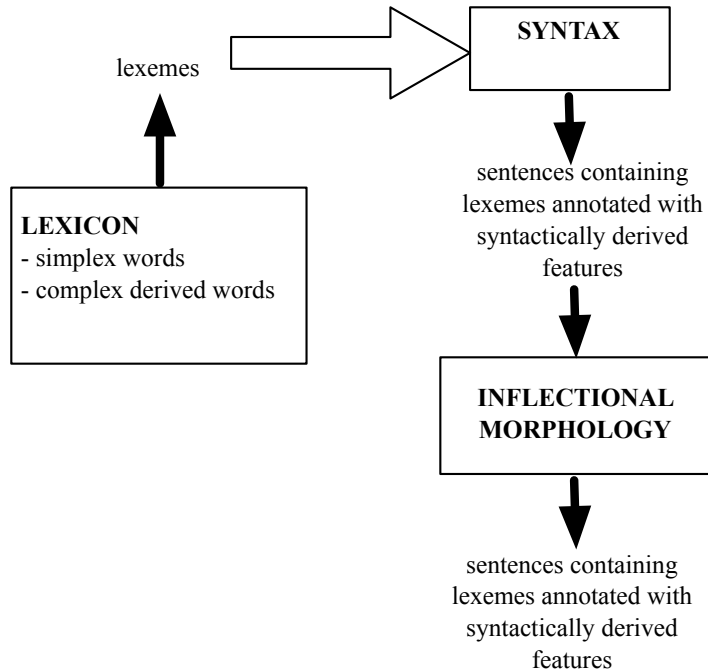 lexemes
SYNTAX
LEXICON
- simplex words
- complex derived words
sentences containing
lexemes annotated with
syntactically derived
features
INFLECTIONAL
MORPHOLOGY
sentences containing
lexemes annotated with
syntactically derived
features